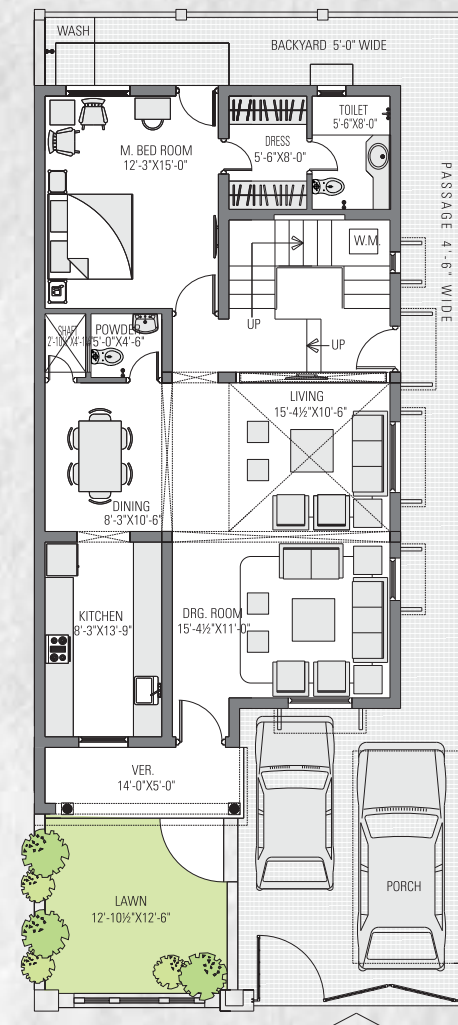 WASH
BACKYARD 5'-0" WIDE
TOILET
5'-6"X8'-0"
DRESS
5'-6"X8'-0"
M. BED ROOM
12'-3"X15'-0"
PASSAGE 4'-6" WIDE
W.M.
UP
UP
SHAFT
POWDER
5'-0"X4'-6"
LIVING
15'-4½"X10'-6"
DINING
8'-3"X10'-6"
KITCHEN
8'-3"X13'-9"
DRG. ROOM
15'-4½"X11'-0"
VER.
14'-0"X5'-0"
LAWN
12'-10½"X12'-6"
PORCH